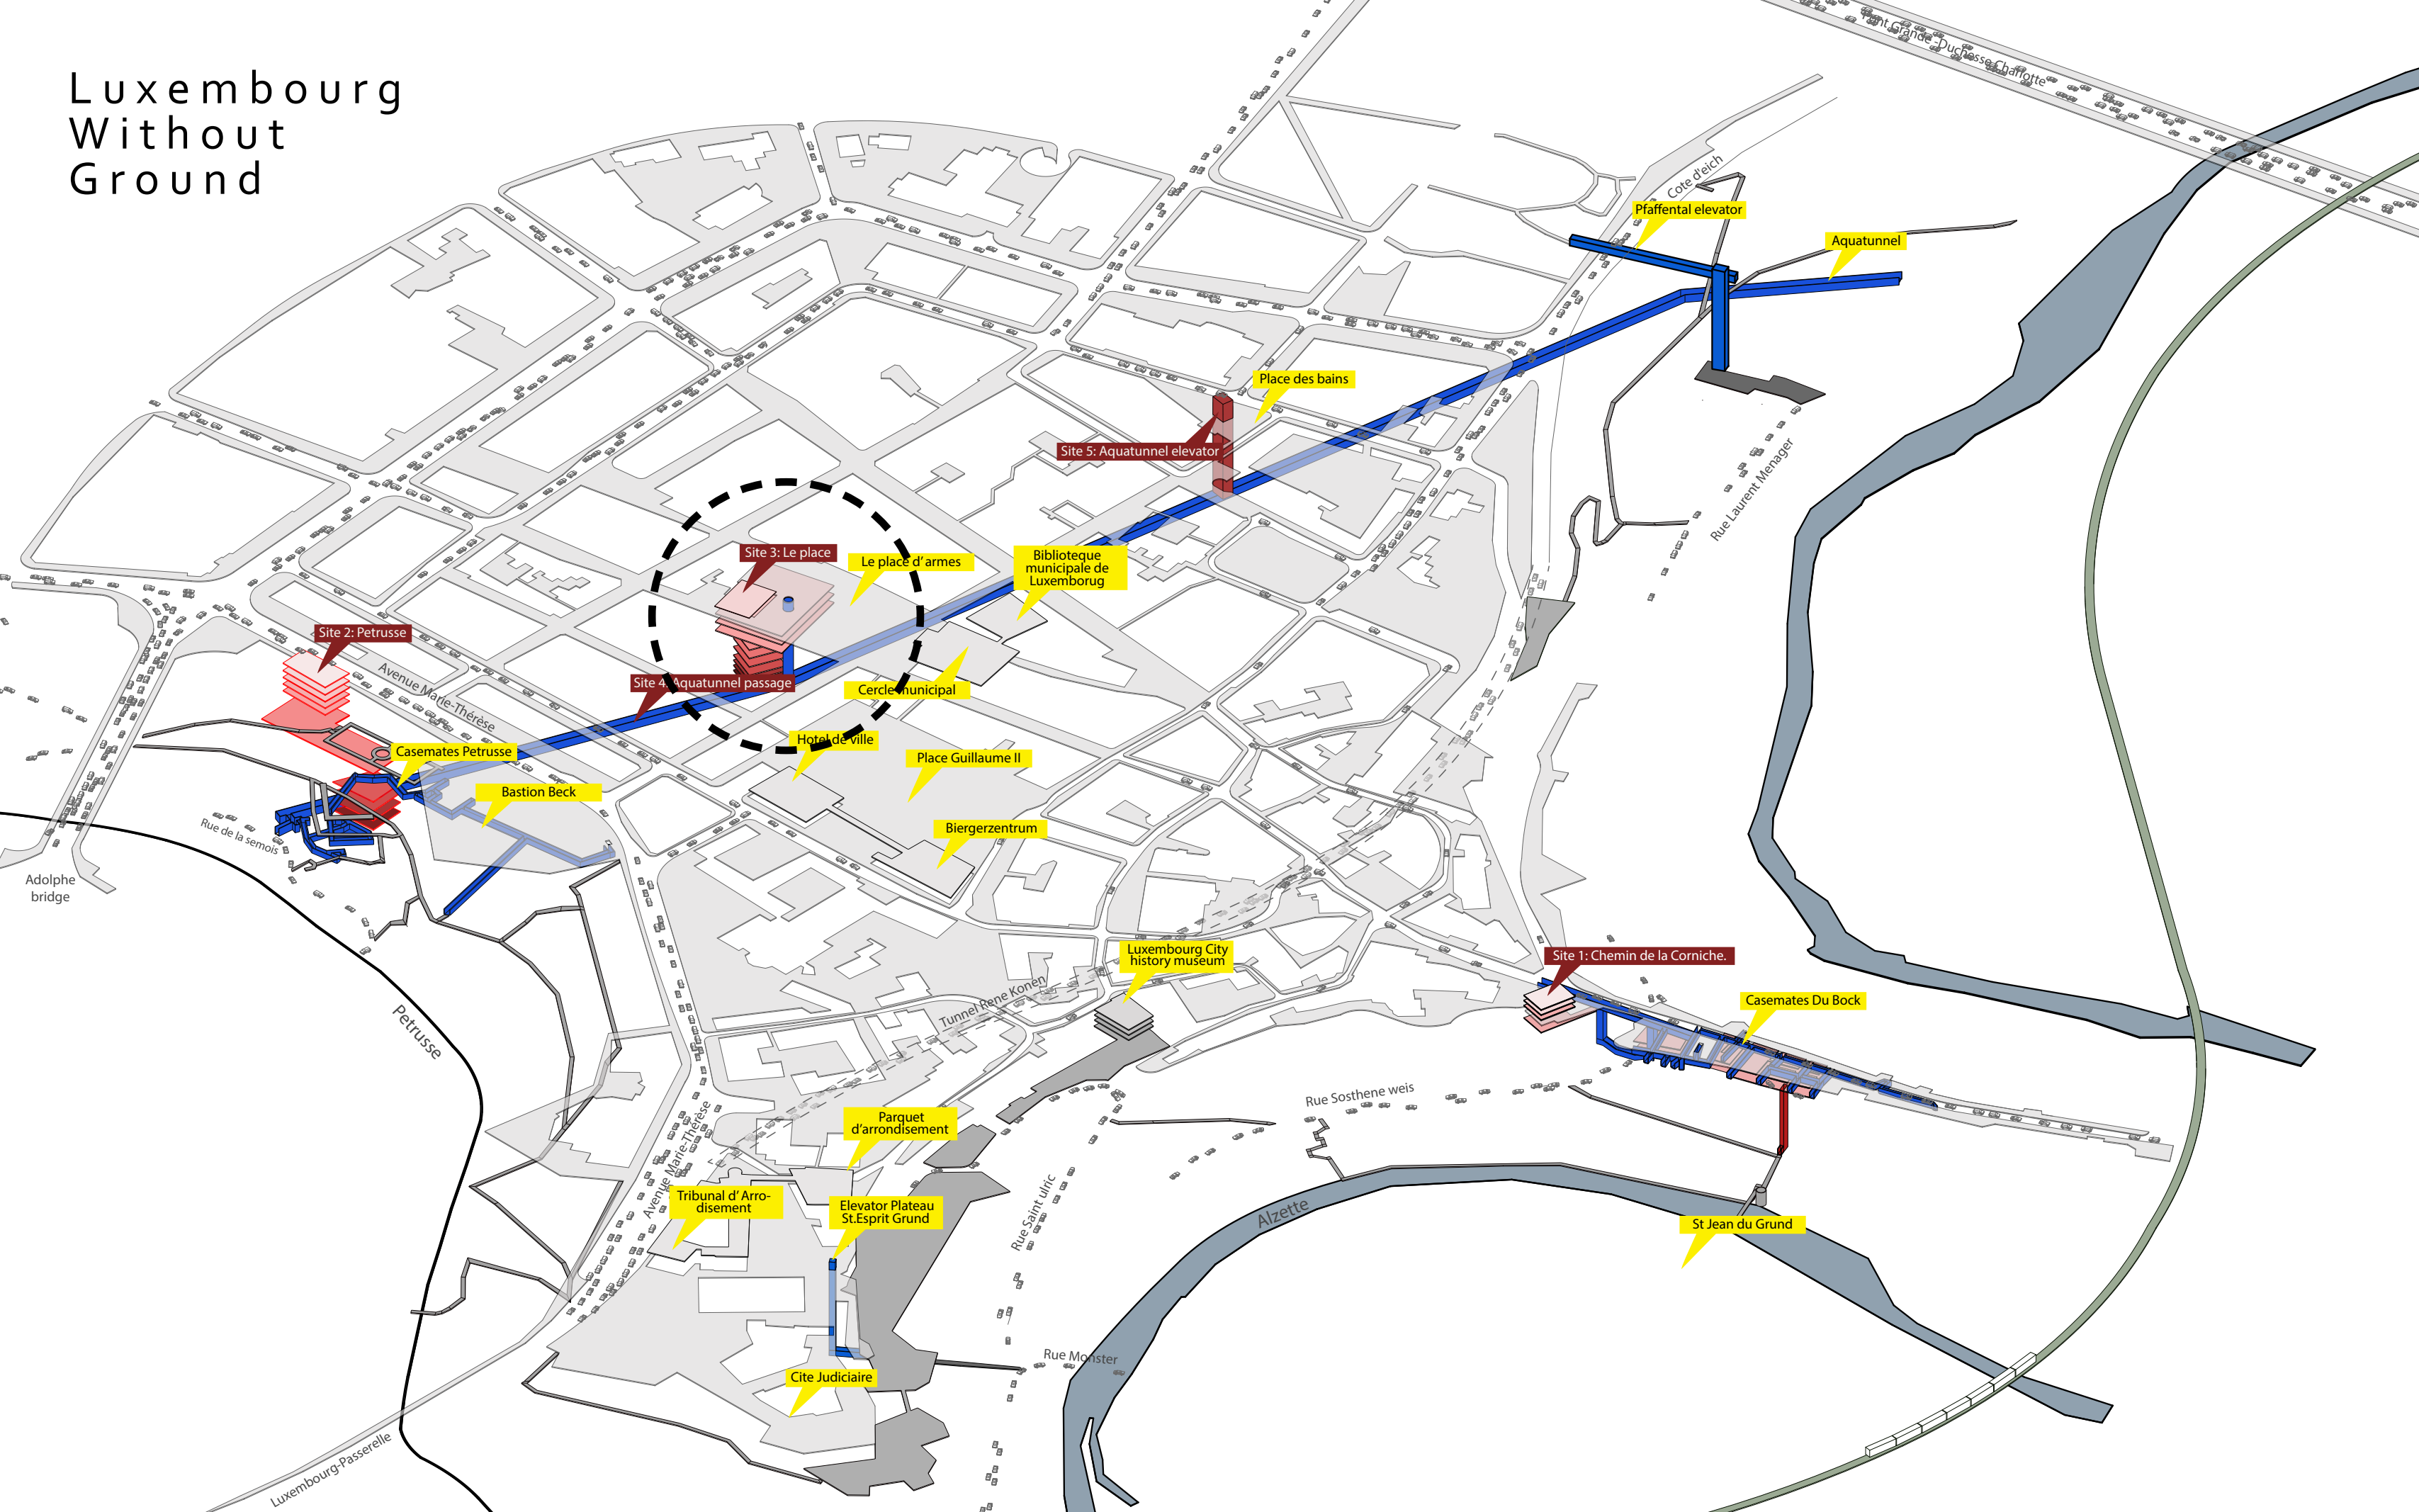 Luxembourg
Without
Ground
Pont Grande -Duchesse Charlotte
Cote d'eich
Pfaffental elevator
Aquatunnel
Place des bains
Site 5: Aquatunnel elevator
Rue Laurent Menager
Site 3: Le place
Le place d'armes
Biblioteque
municipale de
Luxemborug
Site 2: Petrusse
Avenue Marie-Thérèse
Site 4: Aquatunnel passage
Cercle municipal
Hotel de ville
Casemates Petrusse
Place Guillaume II
Bastion Beck
Biergerzentrum
Rue de la semois
Adolphe
bridge
Luxembourg City
history museum
Site 1: Chemin de la Corniche.
Tunnel Rene Konen
Casemates Du Bock
Petrusse
Rue Sosthene weis
Parquet
d'arrondisement
Avenue Marie-Thérèse
Tribunal d' Arro-
disement
Elevator Plateau
St.Esprit Grund
Rue Saint ulric
Alzette
St Jean du Grund
Rue Monster
Cite Judiciaire
Luxembourg-Passerelle